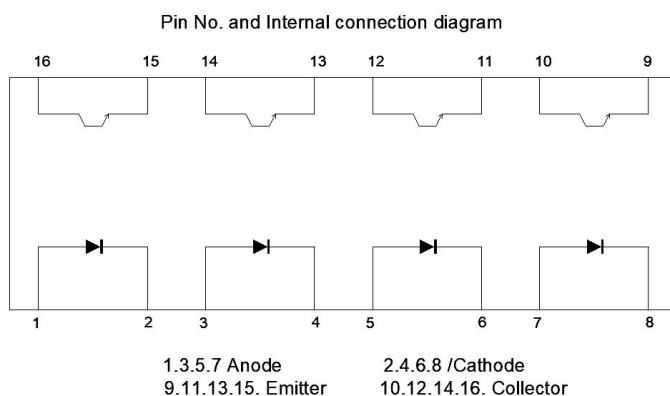 Pin No. and Internal connection diagram
16 15 14 13 12 11 10 9
1 2 3 4 5 6 7 8
1.3.5.7 Anode 2.4.6.8 /Cathode
9.11.13.15. Emitter 10.12.14.16. Collector